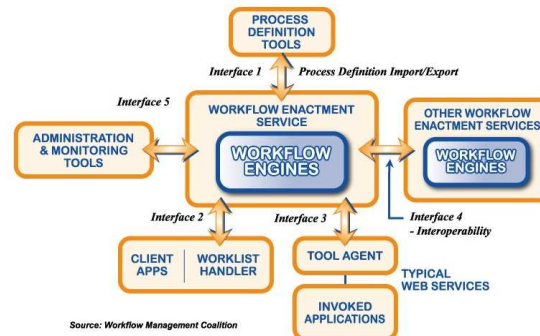 PROCESS
DEFINITION
TOOLS
Interface 1
Process Definition Import/Export
Interface 5
WORKFLOW ENACTMENT
SERVICE
WORKFLOW
ENGINES
OTHER WORKFLOW
ENACTMENT SERVICES
WORKFLOW
ENGINES
ADMINISTRATION
& MONITORING
TOOLS
Interface 2
Interface 3
Interface 4
- Interoperability
CLIENT
APPS
WORKLIST
HANDLER
TOOL AGENT
TYPICAL
WEB SERVICES
INVOKED
APPLICATIONS
Source: Workflow Management Coalition